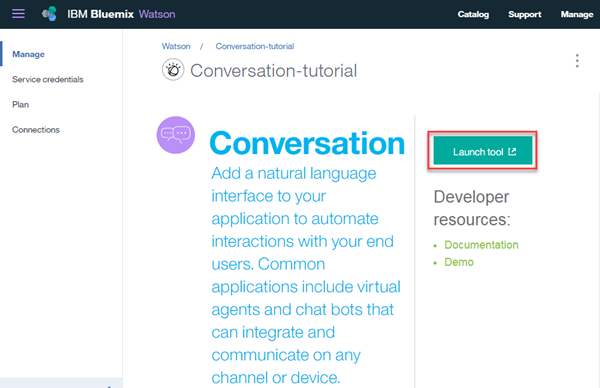 IBM Bluemix Watson
Catalog Support Manage
Manage
Service credentials
Plan
Connections
Watson / Conversation-tutorial
Conversation-tutorial
Conversation
Add a natural language
interface to your
application to automate
interactions with your end
users. Common
applications include virtual
agents and chat bots that
can integrate and
communicate on any
channel or device.
Launch tool
Developer
resources:
Documentation
Demo